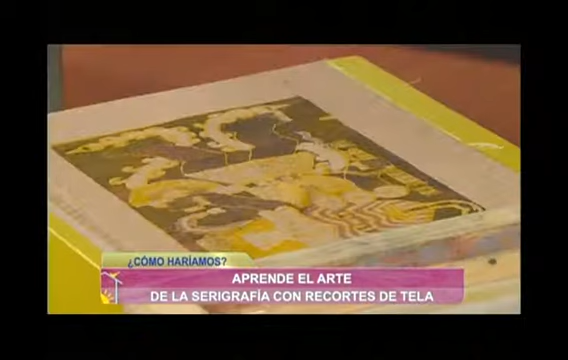 ¿CÓMO HARÍAMOS?
APRENDE EL ARTE
DE LA SERIGRAFÍA CON RECORTES DE TELA